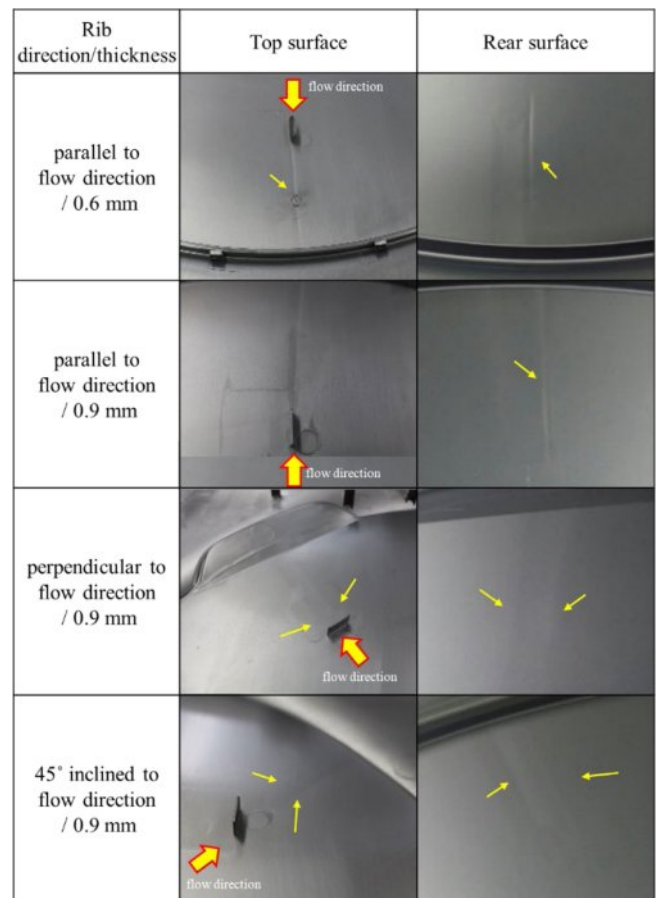 Rib
direction/thickness
Top surface
Rear surface
parallel to
flow direction
/ 0.6 mm
flow direction
parallel to
flow direction
/ 0.9 mm
flow direction
perpendicular to
flow direction
/ 0.9 mm
flow direction
45° inclined to
flow direction
/ 0.9 mm
flow direction